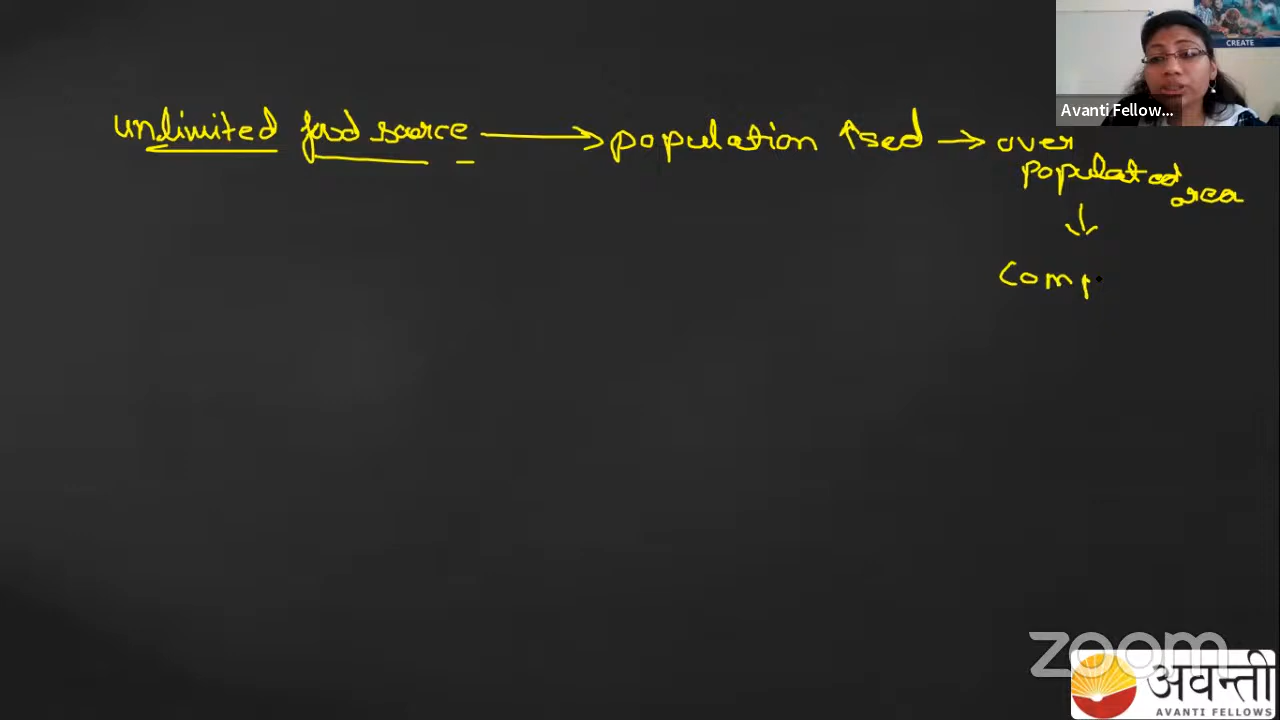 CREATE
Avanti Fellow...
unlimited food source → population ↑sed → over
populated
area
↓
Comp
zoom
अवन्ती
AVANTI FELLOWS